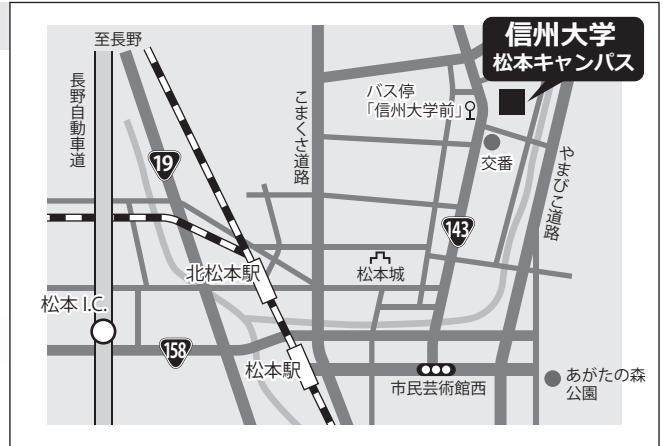 至長野
信州大学
松本キャンパス
長野自動車道
こまくさ道路
バス停
「信州大学前」
交番
やまびこ道路
19
143
北松本駅
松本城
松本 I.C.
158
松本駅
市民芸術館西
あがたの森
公園